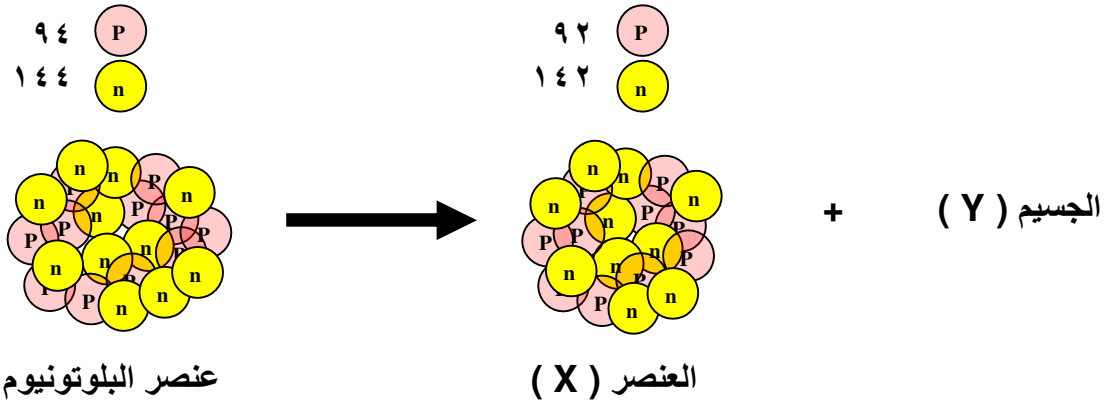 ٩٤ P
١٤٤ n
٩٢ P
١٤٢ n
n n P n n P n P P P P P n P n n P n P P n n n
n n P n n P n P P P P P n P n n P P P n n
+
الجسيم ( Y )
عنصر البلوتونيوم
العنصر ( X )